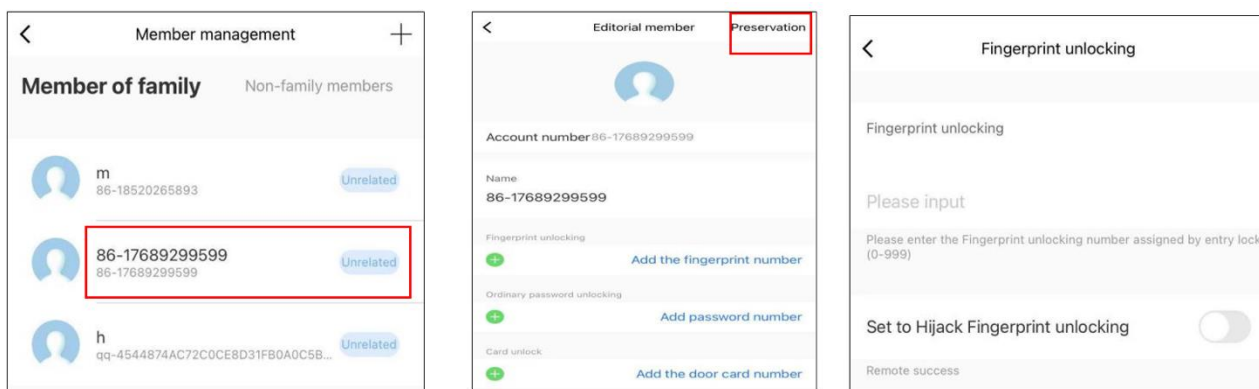 Member management
Member of family Non-family members
m
86-18520265893
Unrelated
86-17689299599
86-17689299599
Unrelated
h
qq-4544874AC72C0CE8D31FB0A0C5B...
Unrelated
Editorial member Preservation
Account number 86-17689299599
Name
86-17689299599
Fingerprint unlocking
Add the fingerprint number
Ordinary password unlocking
Add password number
Card unlock
Add the door card number
Fingerprint unlocking
Fingerprint unlocking
Please input
Please enter the Fingerprint unlocking number assigned by entry lock
(0-999)
Set to Hijack Fingerprint unlocking
Remote success